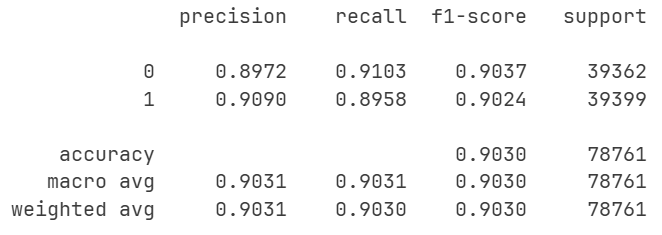 precision recall f1-score support
0 0.8972 0.9103 0.9037 39362
1 0.9090 0.8958 0.9024 39399
accuracy 0.9030 78761
macro avg 0.9031 0.9031 0.9030 78761
weighted avg 0.9031 0.9030 0.9030 78761